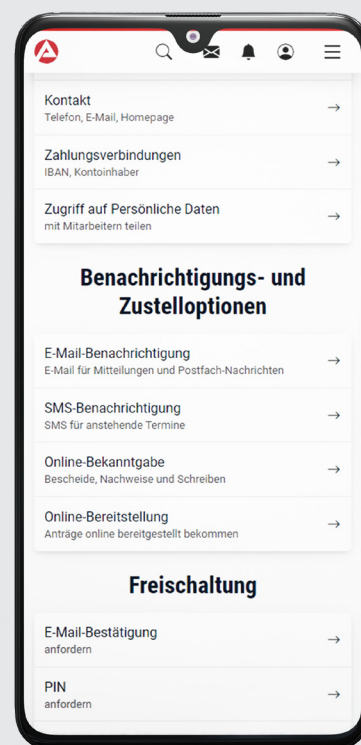 Kontakt
Telefon, E-Mail, Homepage
Zahlungsverbindungen
IBAN, Kontoinhaber
Zugriff auf Persönliche Daten
mit Mitarbeitern teilen
Benachrichtigungs- und
Zustelloptionen
E-Mail-Benachrichtigung
E-Mail für Mitteilungen und Postfach-Nachrichten
SMS-Benachrichtigung
SMS für anstehende Termine
Online-Bekanntgabe
Bescheide, Nachweise und Schreiben
Online-Bereitstellung
Anträge online bereitgestellt bekommen
Freischaltung
E-Mail-Bestätigung
anfordern
PIN
anfordern